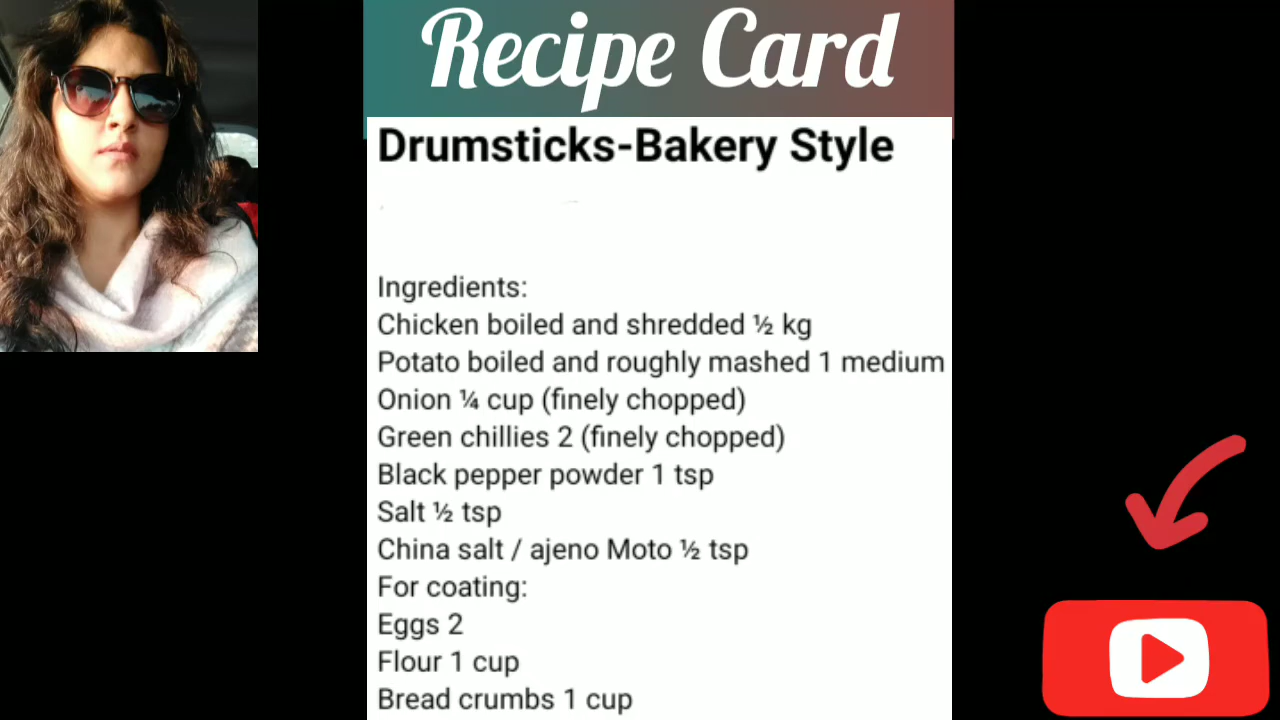 Recipe Card
Drumsticks-Bakery Style
Ingredients:
Chicken boiled and shredded ½ kg
Potato boiled and roughly mashed 1 medium
Onion ¼ cup (finely chopped)
Green chillies 2 (finely chopped)
Black pepper powder 1 tsp
Salt ½ tsp
China salt / ajeno Moto ½ tsp
For coating:
Eggs 2
Flour 1 cup
Bread crumbs 1 cup